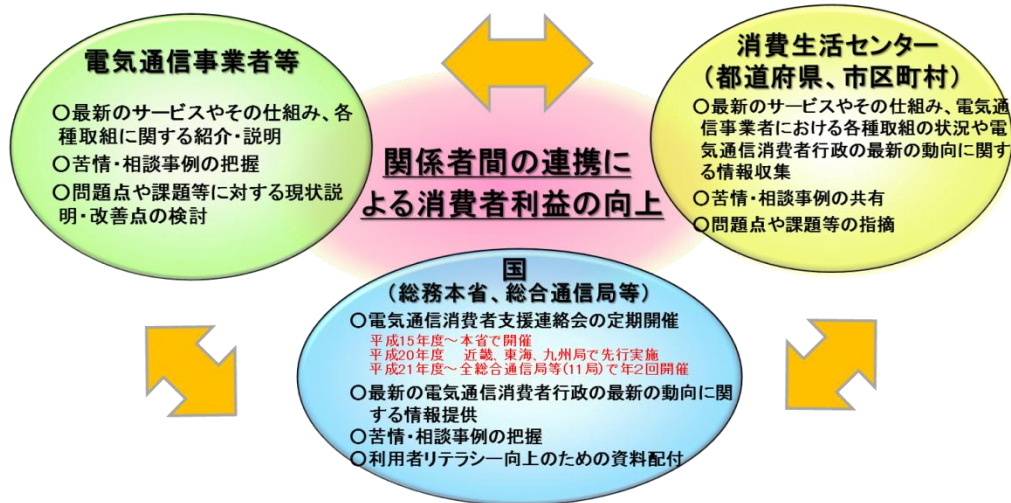 電気通信事業者等
〇最新のサービスやその仕組み、各
種取組に関する紹介・説明
〇苦情・相談事例の把握
〇問題点や課題等に対する現状説
明・改善点の検討
消費生活センター
(都道府県、市区町村)
〇最新のサービスやその仕組み、電気通
信事業者における各種取組の状況や電
気通信消費者行政の最新の動向に関す
る情報収集
〇苦情・相談事例の共有
〇問題点や課題等の指摘
関係者間の連携に
よる消費者利益の向上
国
(総務本省、総合通信局等)
〇電気通信消費者支援連絡会の定期開催
平成15年度～本省で開催
平成20年度　近畿、東海、九州局で先行実施
平成21年度～全総合通信局等(11局)で年2回開催
〇最新の電気通信消費者行政の最新の動向に関
する情報提供
〇苦情・相談事例の把握
〇利用者リテラシー向上のための資料配付